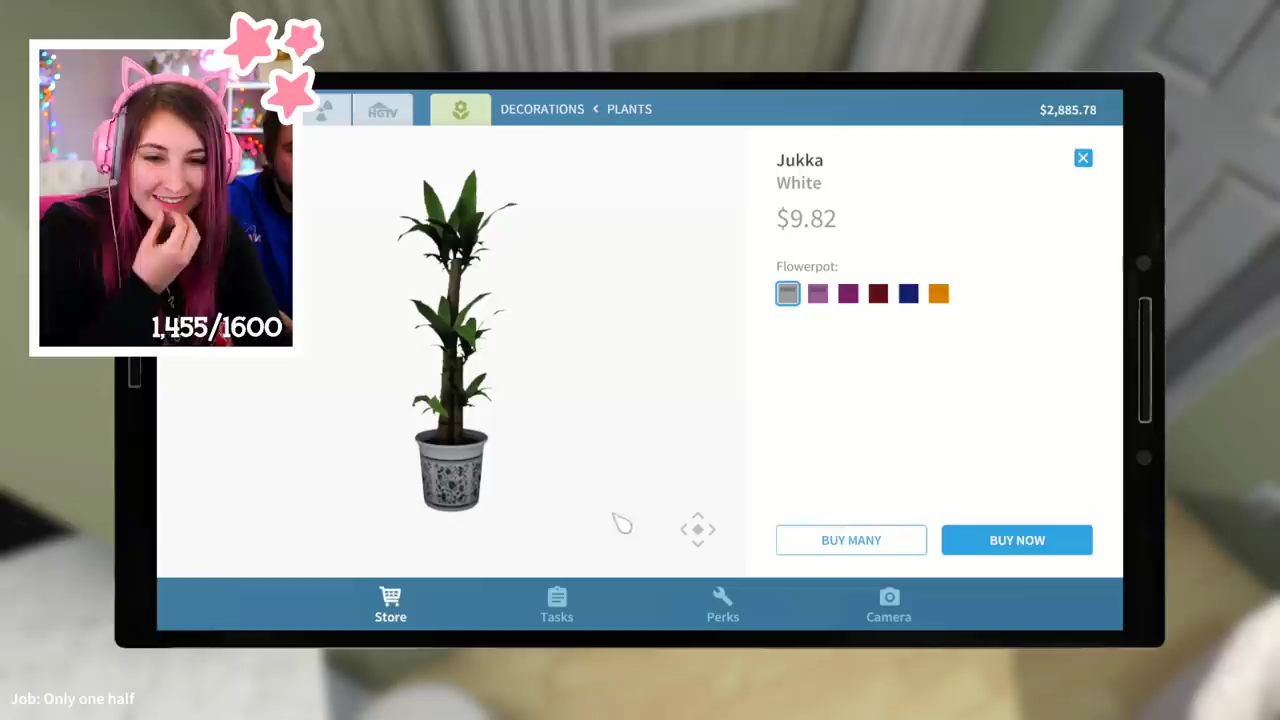 1,455/1600
HGTV
DECORATIONS < PLANTS
$2,885.78
Jukka
White
$9.82
Flowerpot:
BUY MANY
BUY NOW
Store
Tasks
Perks
Camera
Job: Only one half